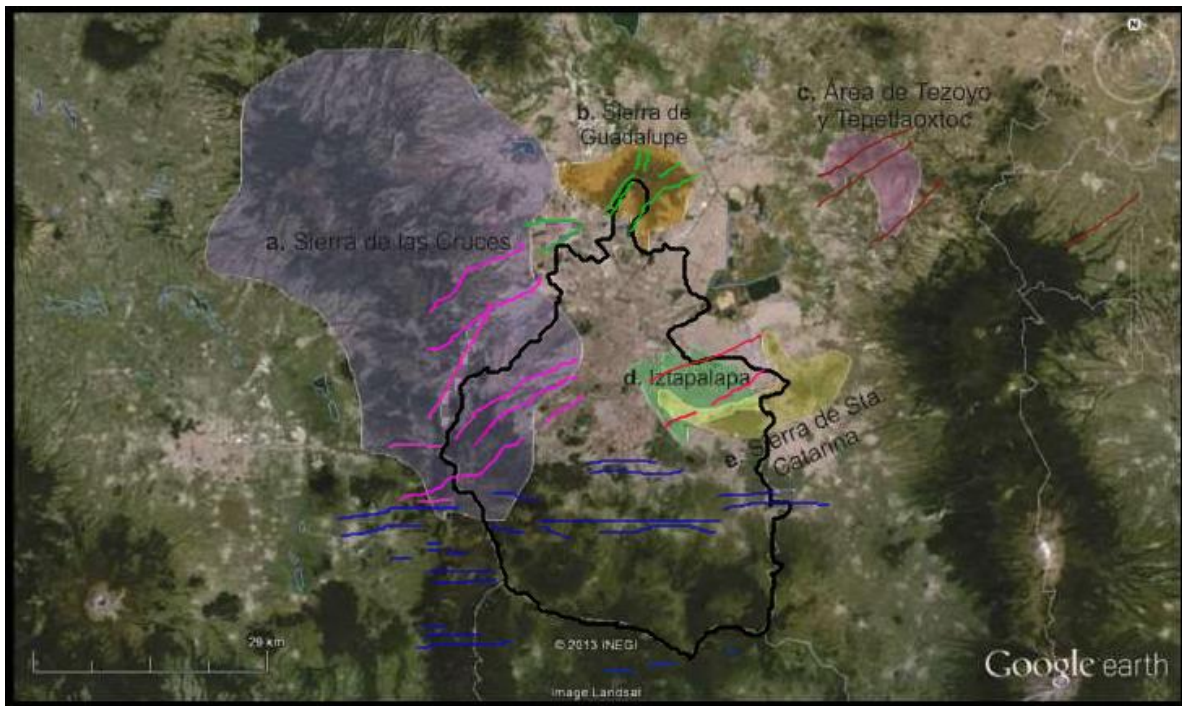 N
c. Área de Tezoyo
y Tepetlaoxtoc
b. Sierra de
Guadalupe
a. Sierra de las Cruces
d. Iztapalapa
e. Sierra de Sta.
Catarina
29 km
© 2013 INEGI
Google earth
Image Landsat